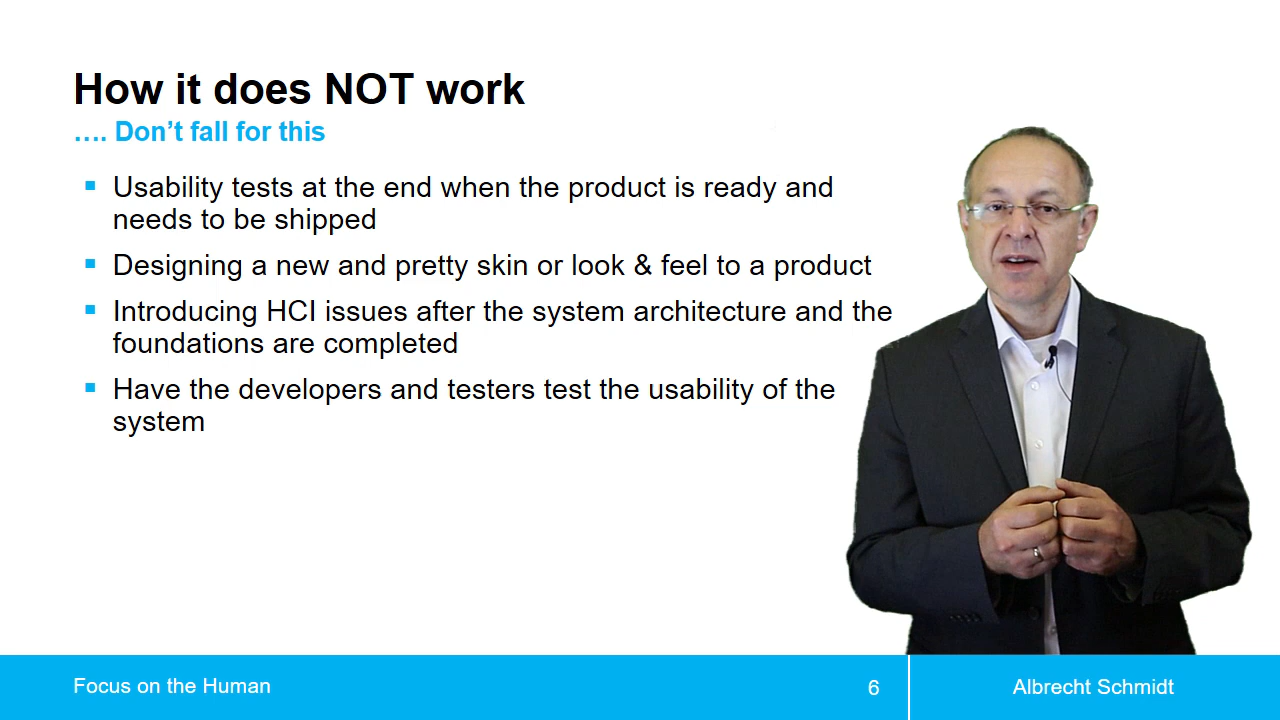 How it does NOT work
…. Don’t fall for this
Usability tests at the end when the product is ready and
needs to be shipped
Designing a new and pretty skin or look & feel to a product
Introducing HCI issues after the system architecture and the
foundations are completed
Have the developers and testers test the usability of the
system
Focus on the Human
6
Albrecht Schmidt